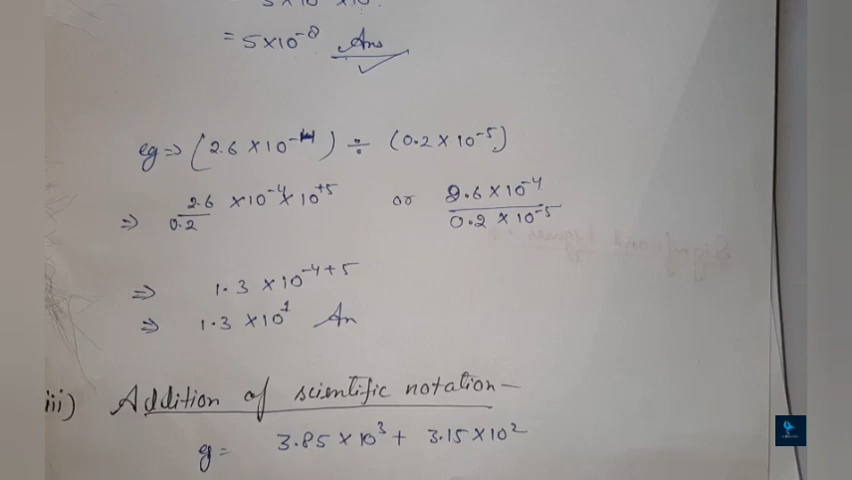 = 5×10⁻⁸ Ans
eg => (2.6 ×10⁻⁴) ÷ (0.2 × 10⁻⁵)
=> 2.6/0.2 ×10⁻⁴ × 10⁺⁵ or 2.6 × 10⁻⁴/0.2 × 10⁻⁵
=> 1.3 ×10⁻⁴⁺⁵
=> 1.3 ×10¹ An
iii) Addition of scientific notation –
g = 3.85 × 10³ + 3.15 × 10²